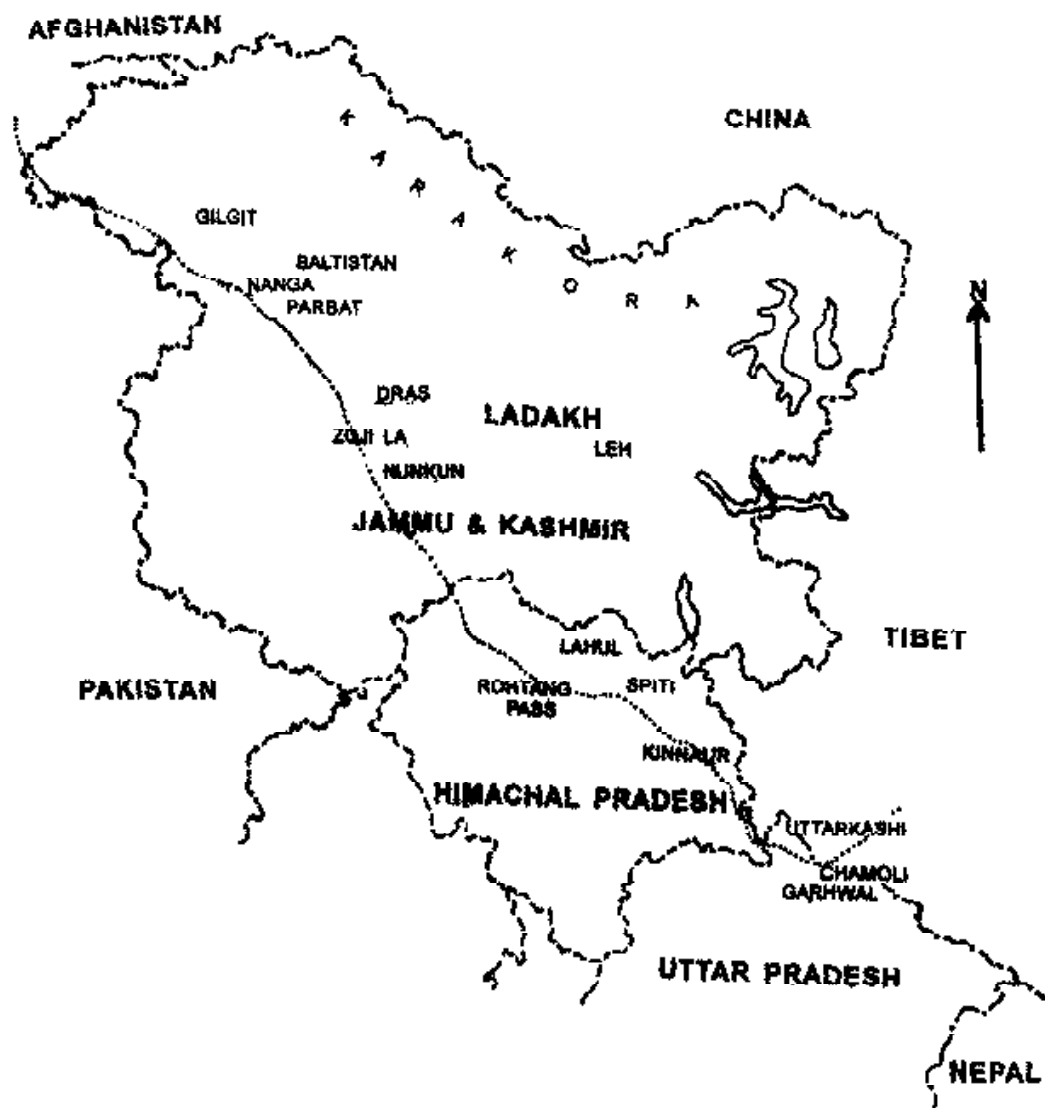 AFGHANISTAN
CHINA
KARAKORA
GILGIT
BALTISTAN
NANGA
PARBAT
N
DRAS
LADAKH
ZOJI LA
LEH
NUNKUN
JAMMU & KASHMIR
LAHUL
TIBET
PAKISTAN
ROHTANG
PASS
SPITI
KINNAUR
HIMACHAL PRADESH
UTTARKASHI
CHAMOLI
GARHWAL
UTTAR PRADESH
NEPAL